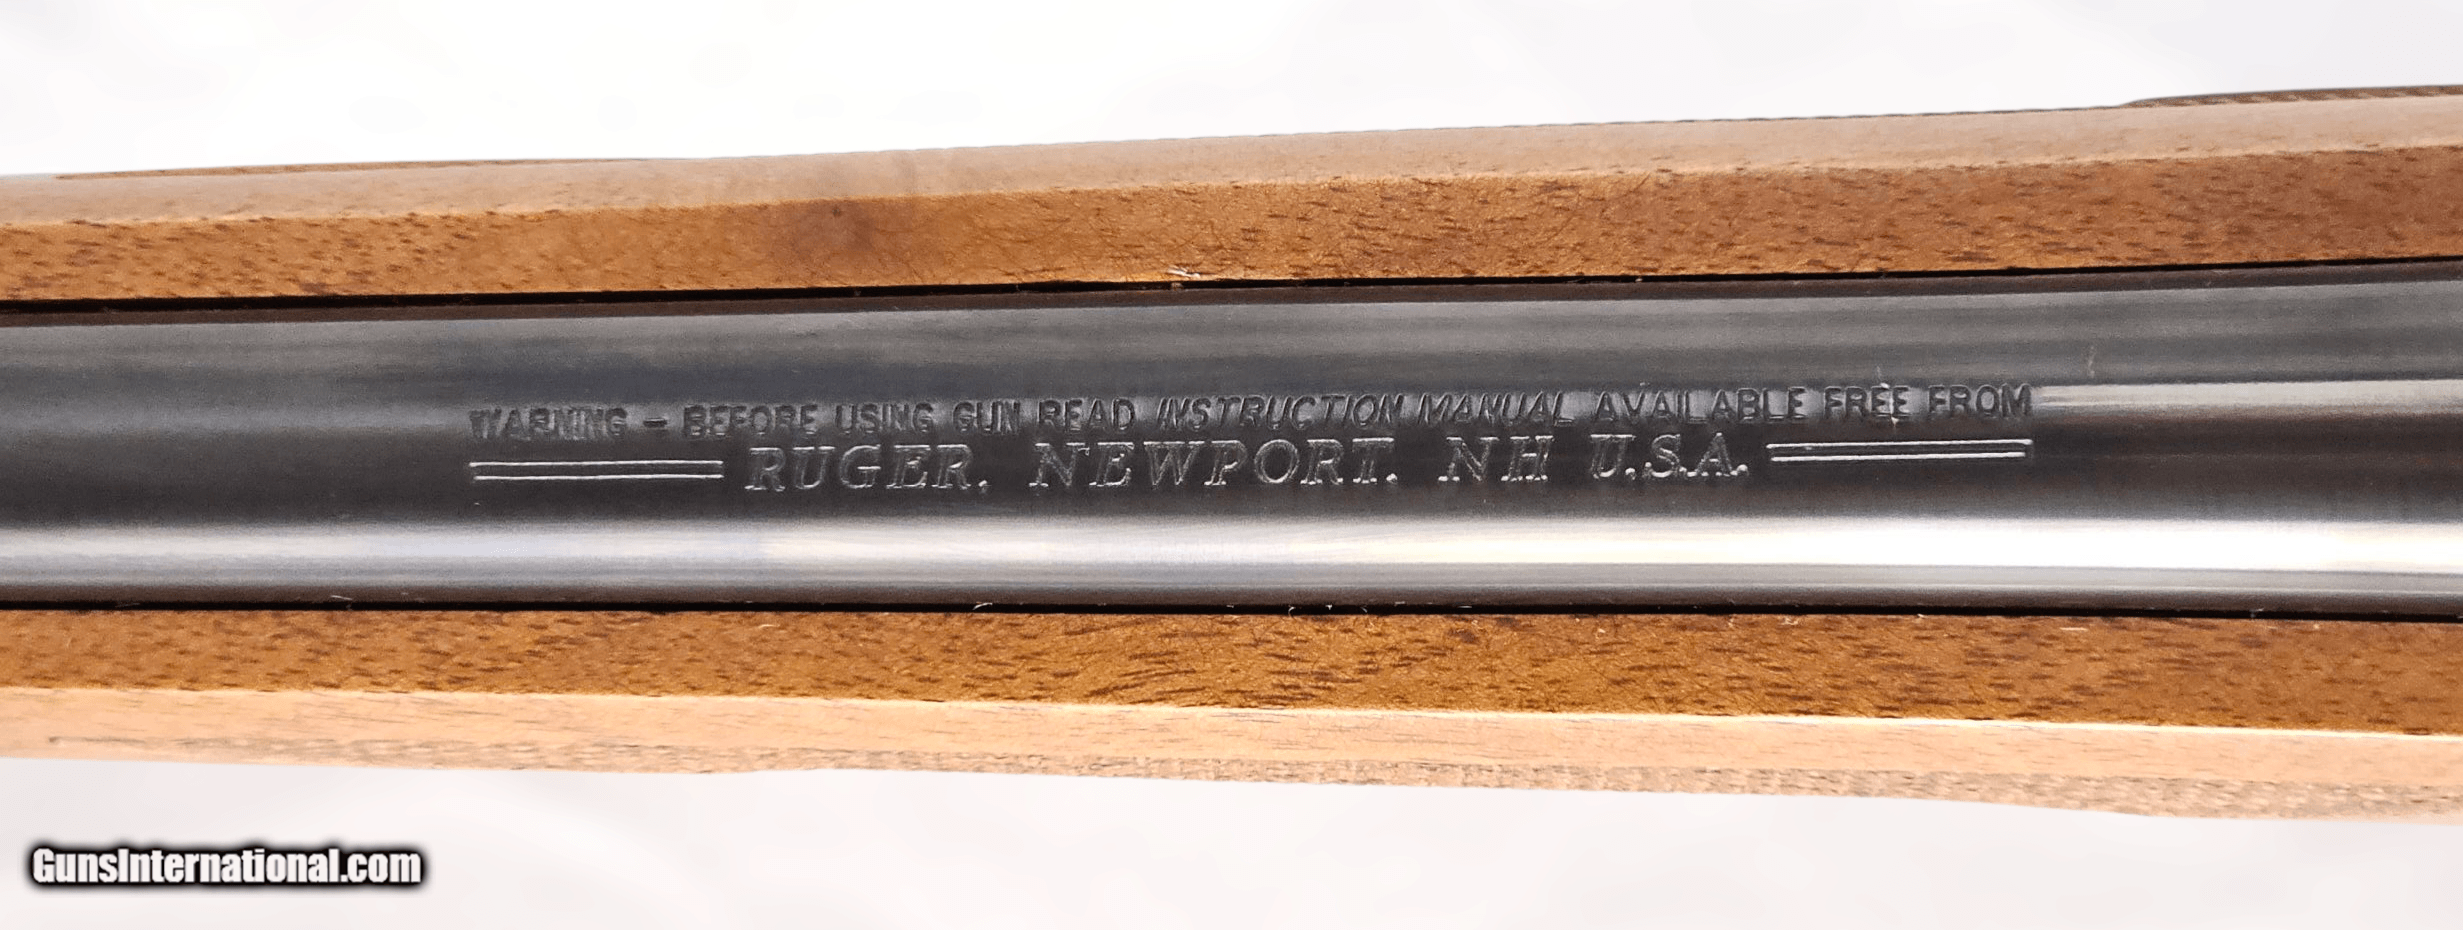 WARNING - BEFORE USING GUN READ INSTRUCTION MANUAL AVAILABLE FREE FROM
RUGER, NEWPORT, NH U.S.A.
GunsInternational.com